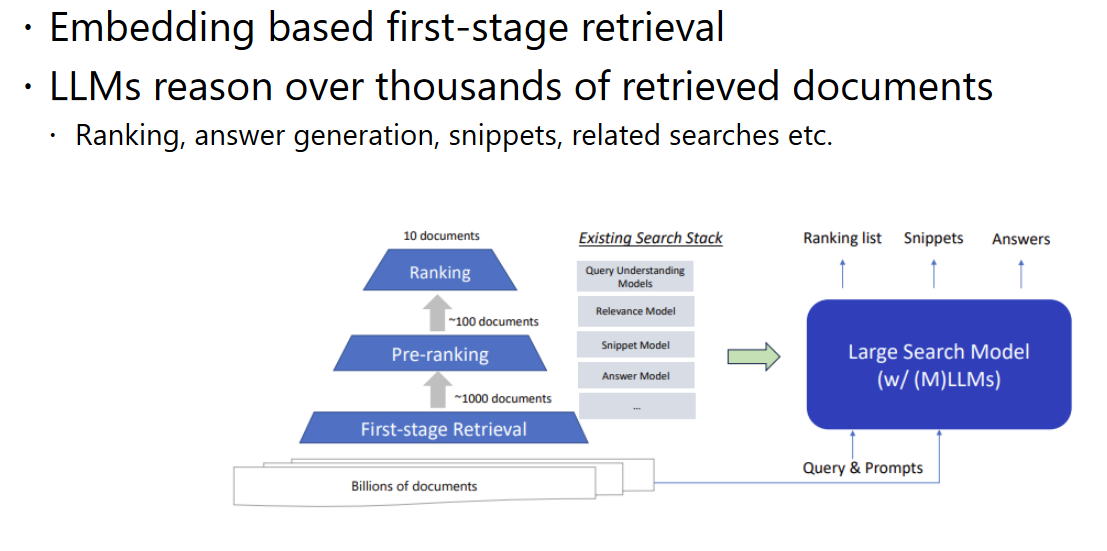 · Embedding based first-stage retrieval
· LLMs reason over thousands of retrieved documents
· Ranking, answer generation, snippets, related searches etc.
10 documents
Ranking
~100 documents
Pre-ranking
~1000 documents
First-stage Retrieval
Billions of documents
Existing Search Stack
Query Understanding
Models
Relevance Model
Snippet Model
Answer Model
...
Ranking list
Snippets
Answers
Large Search Model
(w/ (M)LLMs)
Query & Prompts